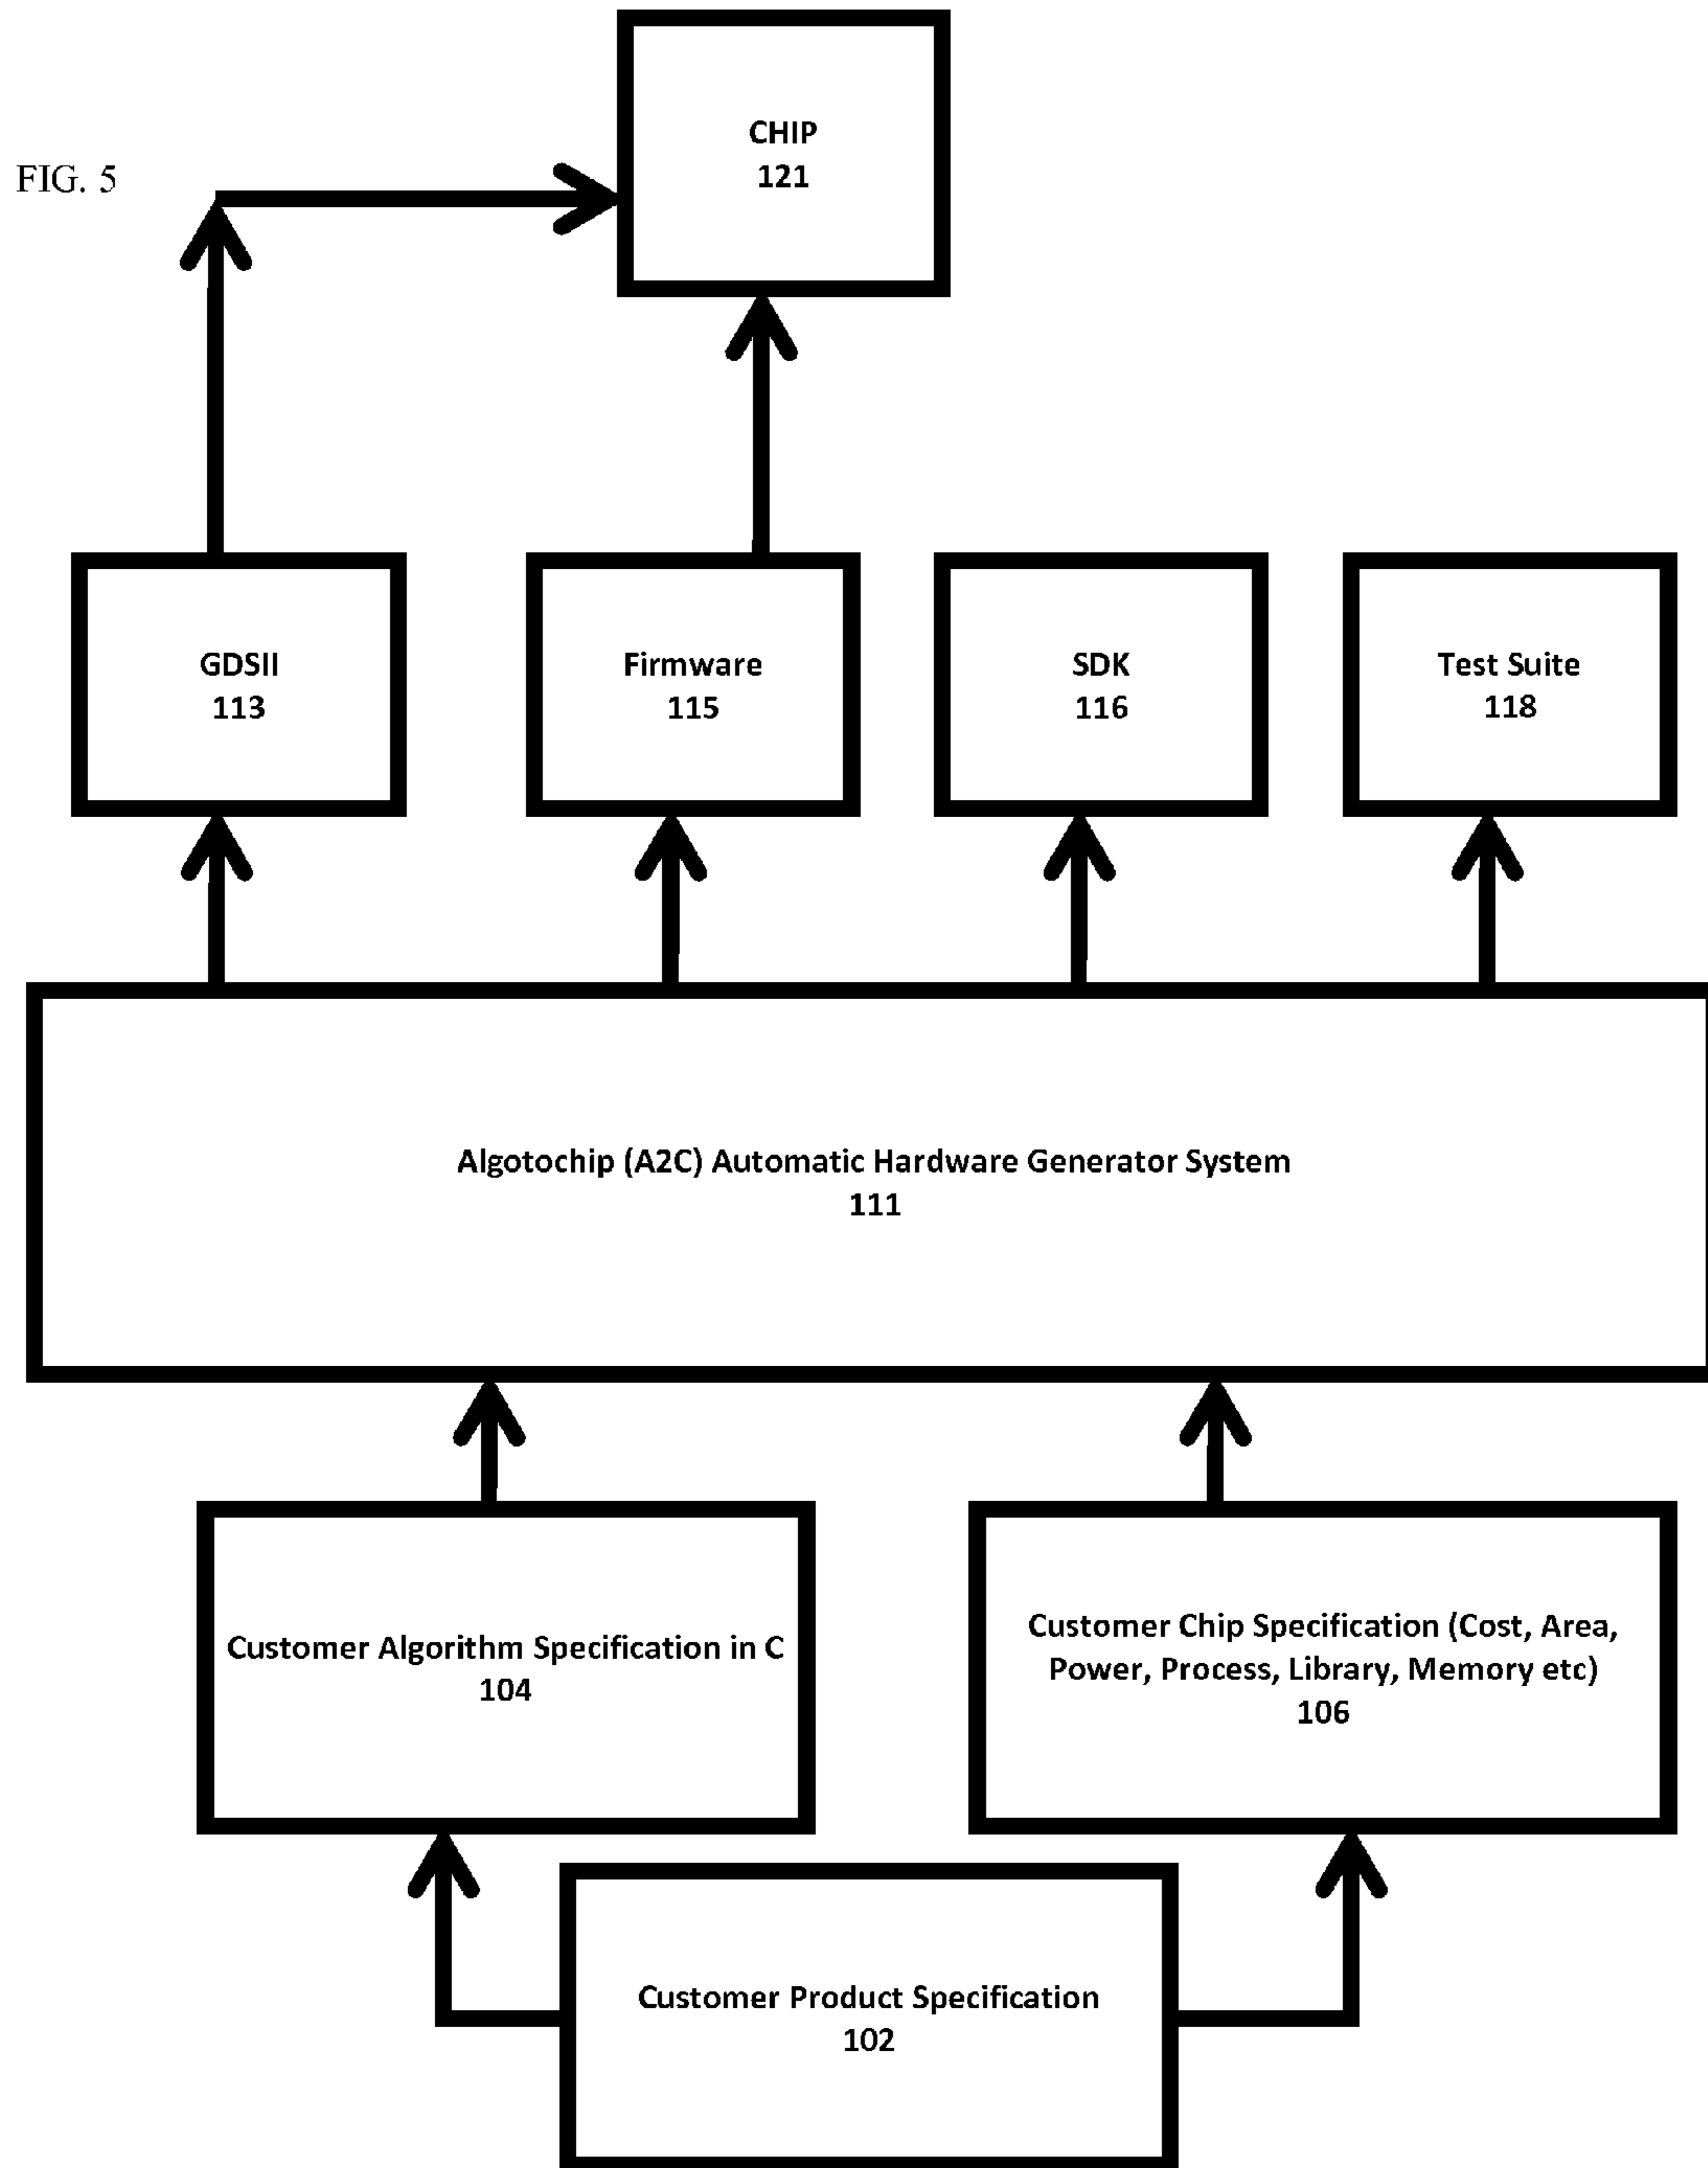 CHIP
121
FIG. 5
GDSII
113
Firmware
115
SDK
116
Test Suite
118
Algotochip (A2C) Automatic Hardware Generator System
111
Customer Algorithm Specification in C
104
Customer Chip Specification (Cost, Area,
Power, Process, Library, Memory etc)
106
Customer Product Specification
102